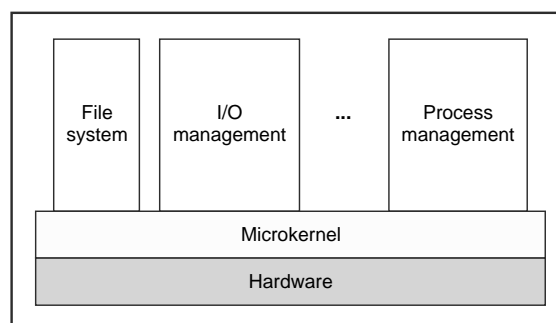 File
system
I/O
management
...
Process
management
Microkernel
Hardware